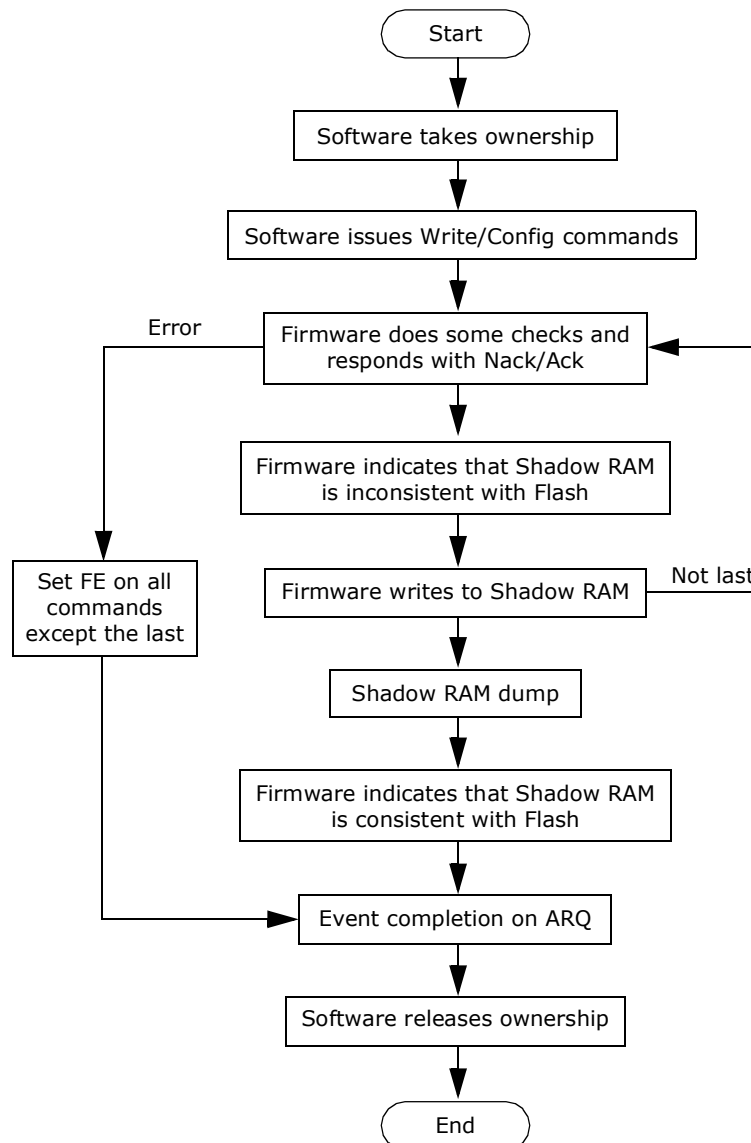 Start
Software takes ownership
Software issues Write/Config commands
Error
Firmware does some checks and
responds with Nack/Ack
Firmware indicates that Shadow RAM
is inconsistent with Flash
Set FE on all
commands
except the last
Firmware writes to Shadow RAM
Not last
Shadow RAM dump
Firmware indicates that Shadow RAM
is consistent with Flash
Event completion on ARQ
Software releases ownership
End